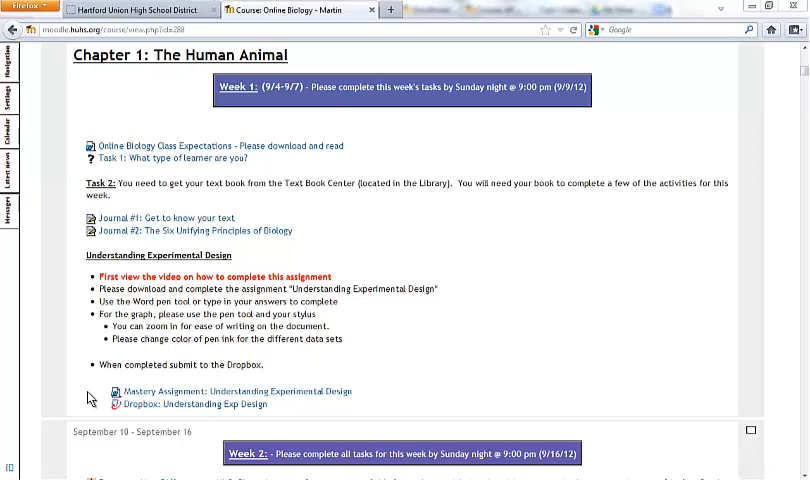 Firefox
Hartford Union High School District
Course: Online Biology - Martin
moodle.huhs.org/course/view.php?id=288
Google
Navigation
Settings
Calendar
Latest news
Messages
Chapter 1: The Human Animal
Week 1: (9/4-9/7) - Please complete this week's tasks by Sunday night @ 9:00 pm (9/9/12)
Online Biology Class Expectations - Please download and read
Task 1: What type of learner are you?
Task 2: You need to get your text book from the Text Book Center (located in the Library). You will need your book to complete a few of the activities for this
week.
Journal #1: Get to know your text
Journal #2: The Six Unifying Principles of Biology
Understanding Experimental Design
First view the video on how to complete this assignment
Please download and complete the assignment "Understanding Experimental Design"
Use the Word pen tool or type in your answers to complete
For the graph, please use the pen tool and your stylus
You can zoom in for ease of writing on the document.
Please change color of pen ink for the different data sets
When completed submit to the Dropbox.
Mastery Assignment: Understanding Experimental Design
Dropbox: Understanding Exp Design
September 10 - September 16
Week 2: - Please complete all tasks for this week by Sunday night @ 9:00 pm (9/16/12)